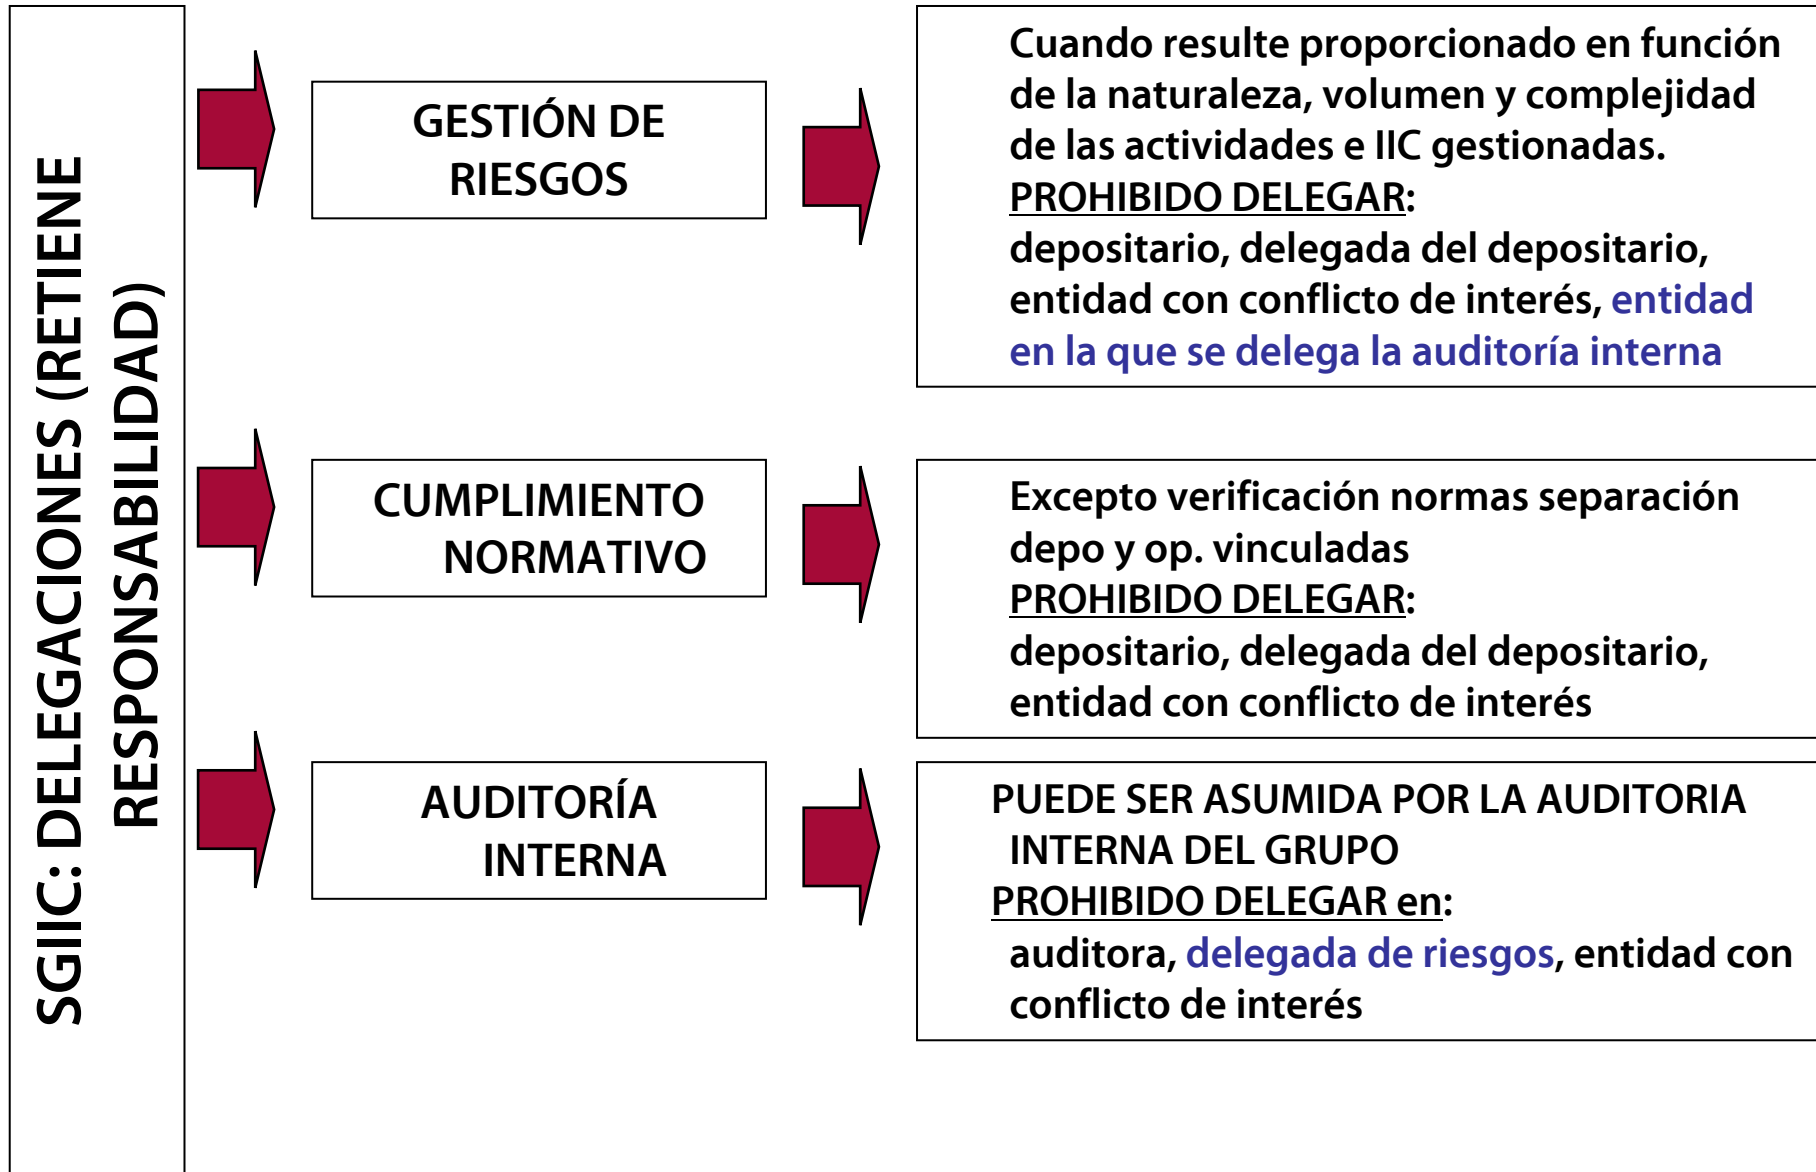 SGIIC: DELEGACIONES (RETIENE
RESPONSABILIDAD)
GESTIÓN DE
RIESGOS
Cuando resulte proporcionado en función
de la naturaleza, volumen y complejidad
de las actividades e IIC gestionadas.
PROHIBIDO DELEGAR:
depositario, delegada del depositario,
entidad con conflicto de interés, entidad
en la que se delega la auditoría interna
CUMPLIMIENTO
NORMATIVO
Excepto verificación normas separación
depo y op. vinculadas
PROHIBIDO DELEGAR:
depositario, delegada del depositario,
entidad con conflicto de interés
AUDITORÍA
INTERNA
PUEDE SER ASUMIDA POR LA AUDITORIA
INTERNA DEL GRUPO
PROHIBIDO DELEGAR en:
auditora, delegada de riesgos, entidad con
conflicto de interés